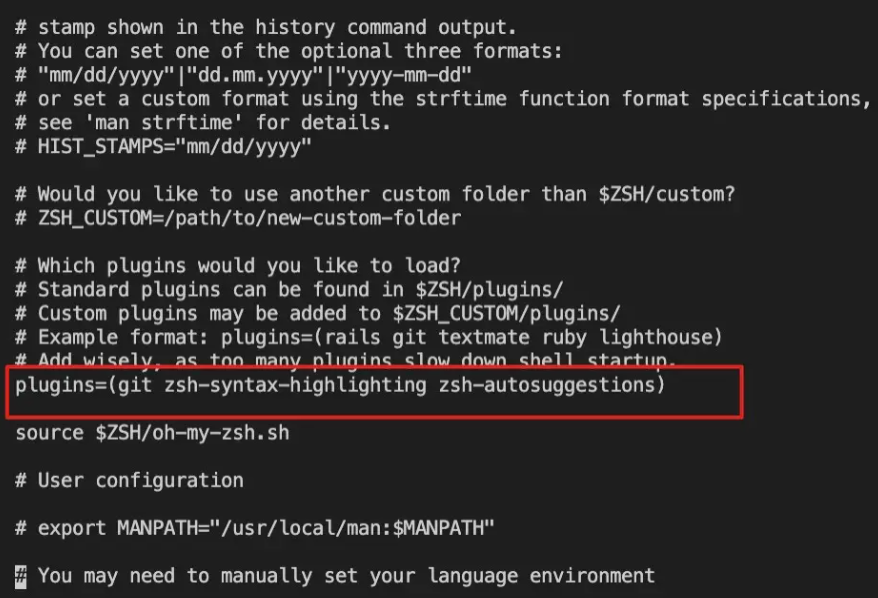 # stamp shown in the history command output.
# You can set one of the optional three formats:
# "mm/dd/yyyy"|"dd.mm.yyyy"|"yyyy-mm-dd"
# or set a custom format using the strftime function format specifications,
# see 'man strftime' for details.
# HIST_STAMPS="mm/dd/yyyy"
# Would you like to use another custom folder than $ZSH/custom?
# ZSH_CUSTOM=/path/to/new-custom-folder
# Which plugins would you like to load?
# Standard plugins can be found in $ZSH/plugins/
# Custom plugins may be added to $ZSH_CUSTOM/plugins/
# Example format: plugins=(rails git textmate ruby lighthouse)
# Add wisely, as too many plugins slow down shell startup.
plugins=(git zsh-syntax-highlighting zsh-autosuggestions)
source $ZSH/oh-my-zsh.sh
# User configuration
# export MANPATH="/usr/local/man:$MANPATH"
# You may need to manually set your language environment